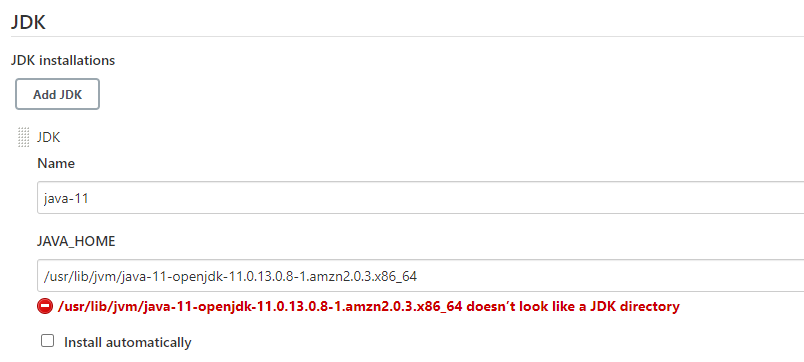 JDK
JDK installations
Add JDK
JDK
Name
java-11
JAVA_HOME
/usr/lib/jvm/java-11-openjdk-11.0.13.0.8-1.amzn2.0.3.x86_64
/usr/lib/jvm/java-11-openjdk-11.0.13.0.8-1.amzn2.0.3.x86_64 doesn't look like a JDK directory
Install automatically